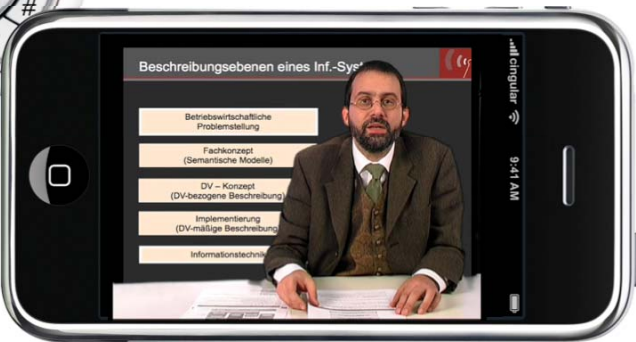 #
Beschreibungsebenen eines Inf.-Syst
Betriebswirtschaftliche
Problemstellung
Fachkonzept
(Semantische Modelle)
DV – Konzept
(DV-bezogene Beschreibung)
Implementierung
(DV-mäßige Beschreibung
Informationstechnik
cingular
9:41 AM